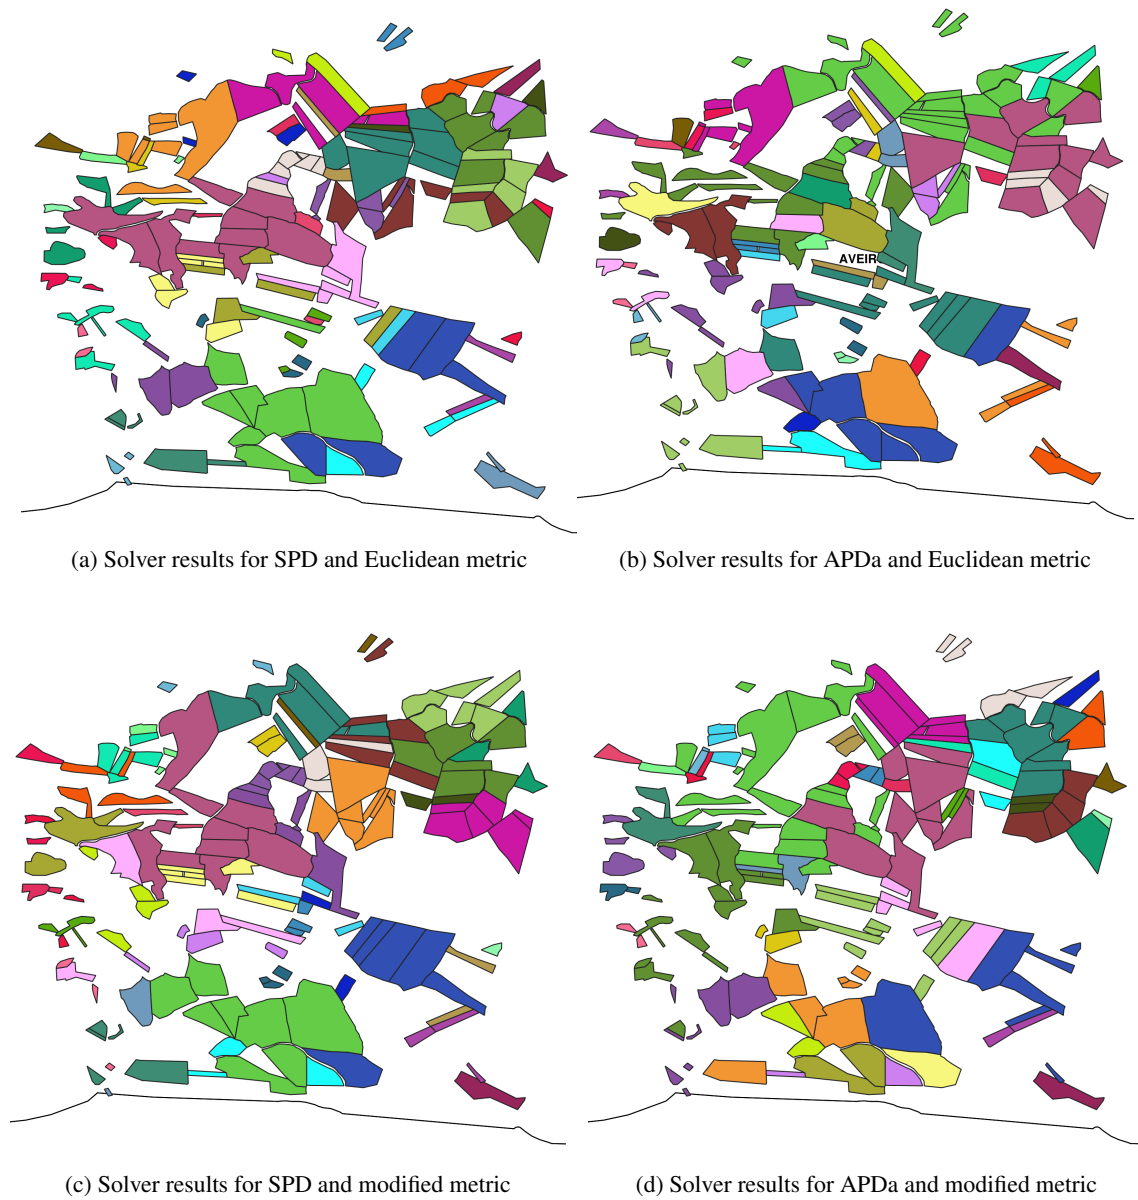 AVEIR
(a) Solver results for SPD and Euclidean metric
(b) Solver results for APDa and Euclidean metric
(c) Solver results for SPD and modified metric
(d) Solver results for APDa and modified metric